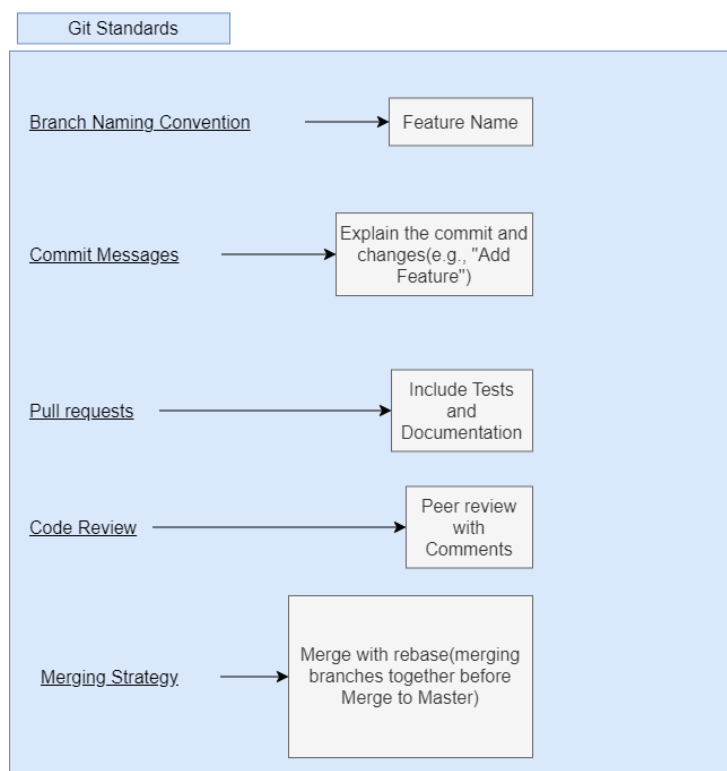 Git Standards
Branch Naming Convention
Feature Name
Commit Messages
Explain the commit and
changes(e.g., "Add
Feature")
Pull requests
Include Tests
and
Documentation
Code Review
Peer review
with
Comments
Merging Strategy
Merge with rebase(merging
branches together before
Merge to Master)